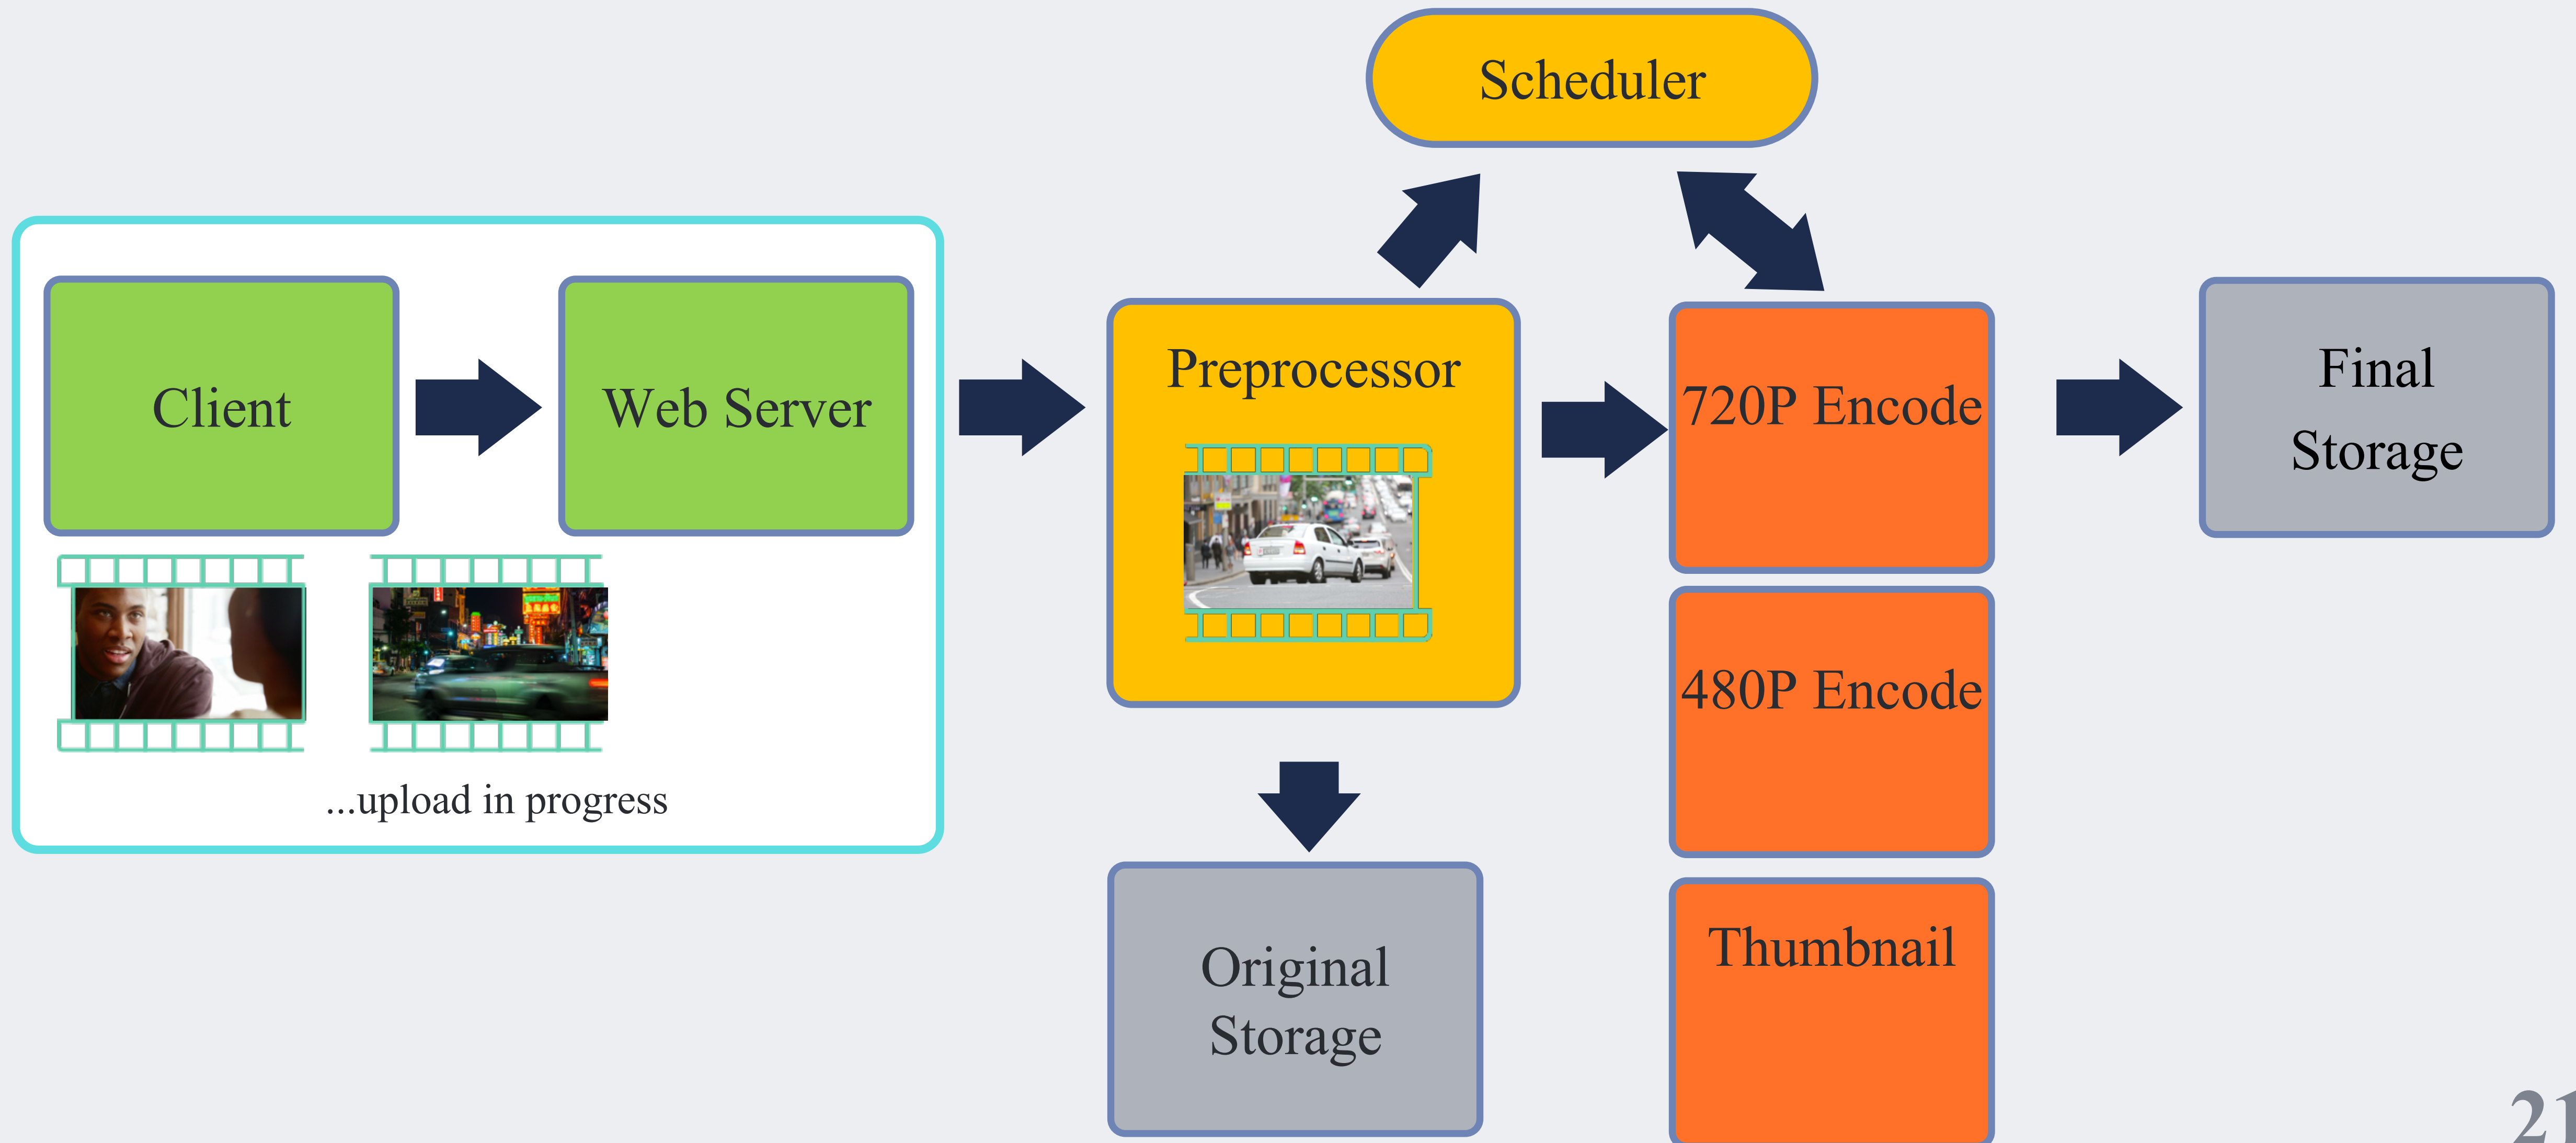 Scheduler
Client
Web Server
...upload in progress
Preprocessor
Original
Storage
720P Encode
480P Encode
Thumbnail
Final
Storage
21